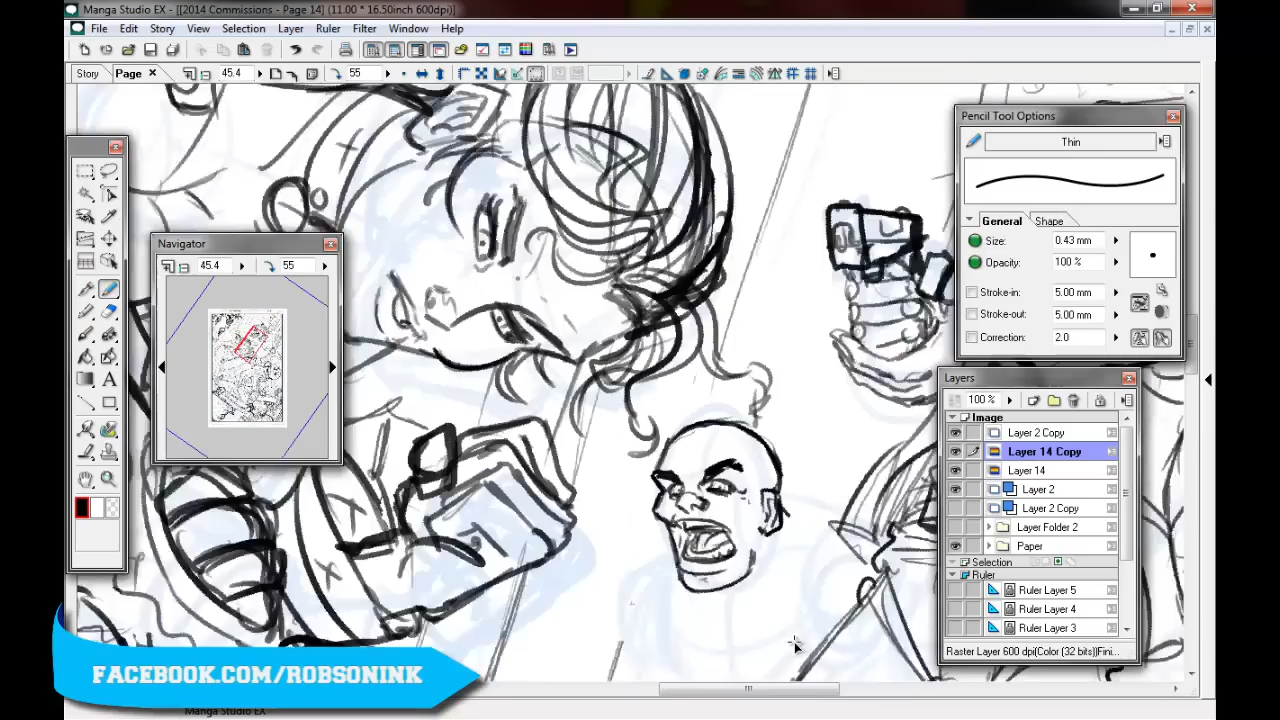 Manga Studio EX - [[2014 Commissions - Page 14] (11.00 * 16.50inch 600dpi)]
File Edit Story View Selection Layer Ruler Filter Window Help
Story Page 45.4 55
Pencil Tool Options
Thin
General Shape
Size: 0.43 mm
Opacity: 100 %
Stroke-in: 5.00 mm
Stroke-out: 5.00 mm
Correction: 2.0
Navigator
45.4 55
Layers
100 %
Image
Layer 2 Copy
Layer 14 Copy
Layer 14
Layer 2
Layer 2 Copy
Layer Folder 2
Paper
Selection
Ruler
Ruler Layer 5
Ruler Layer 4
Ruler Layer 3
Raster Layer 600 dpi(Color (32 bits))Fini...
FACEBOOK.COM/ROBSONINK
Manga Studio EX